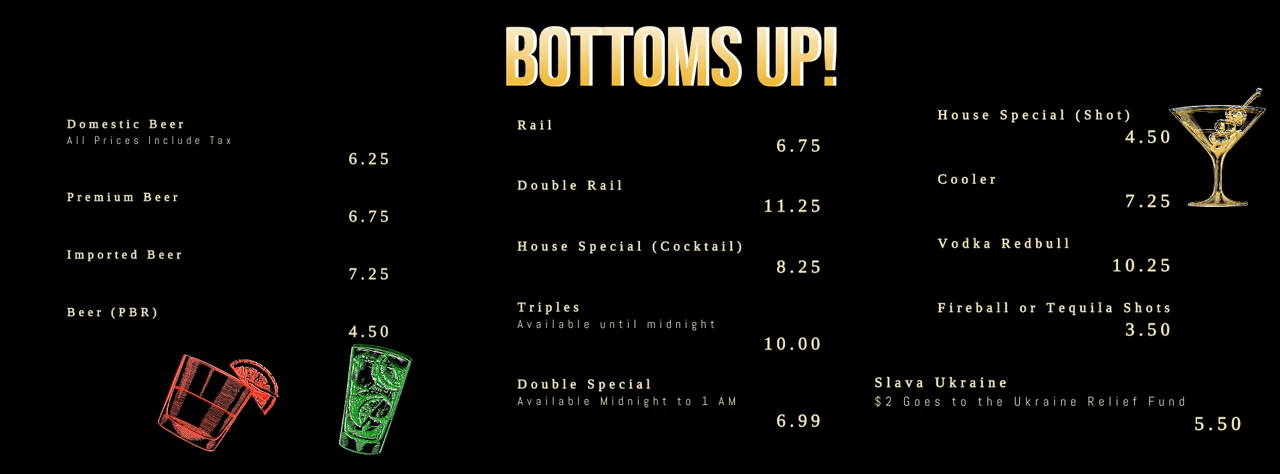 BOTTOMS UP!
Domestic Beer
All Prices Include Tax
6.25
Premium Beer
6.75
Imported Beer
7.25
Beer (PBR)
4.50
Rail
6.75
Double Rail
11.25
House Special (Cocktail)
8.25
Triples
Available until midnight
10.00
Double Special
Available Midnight to 1 AM
6.99
House Special (Shot)
4.50
Cooler
7.25
Vodka Redbull
10.25
Fireball or Tequila Shots
3.50
Slava Ukraine
$2 Goes to the Ukraine Relief Fund
5.50